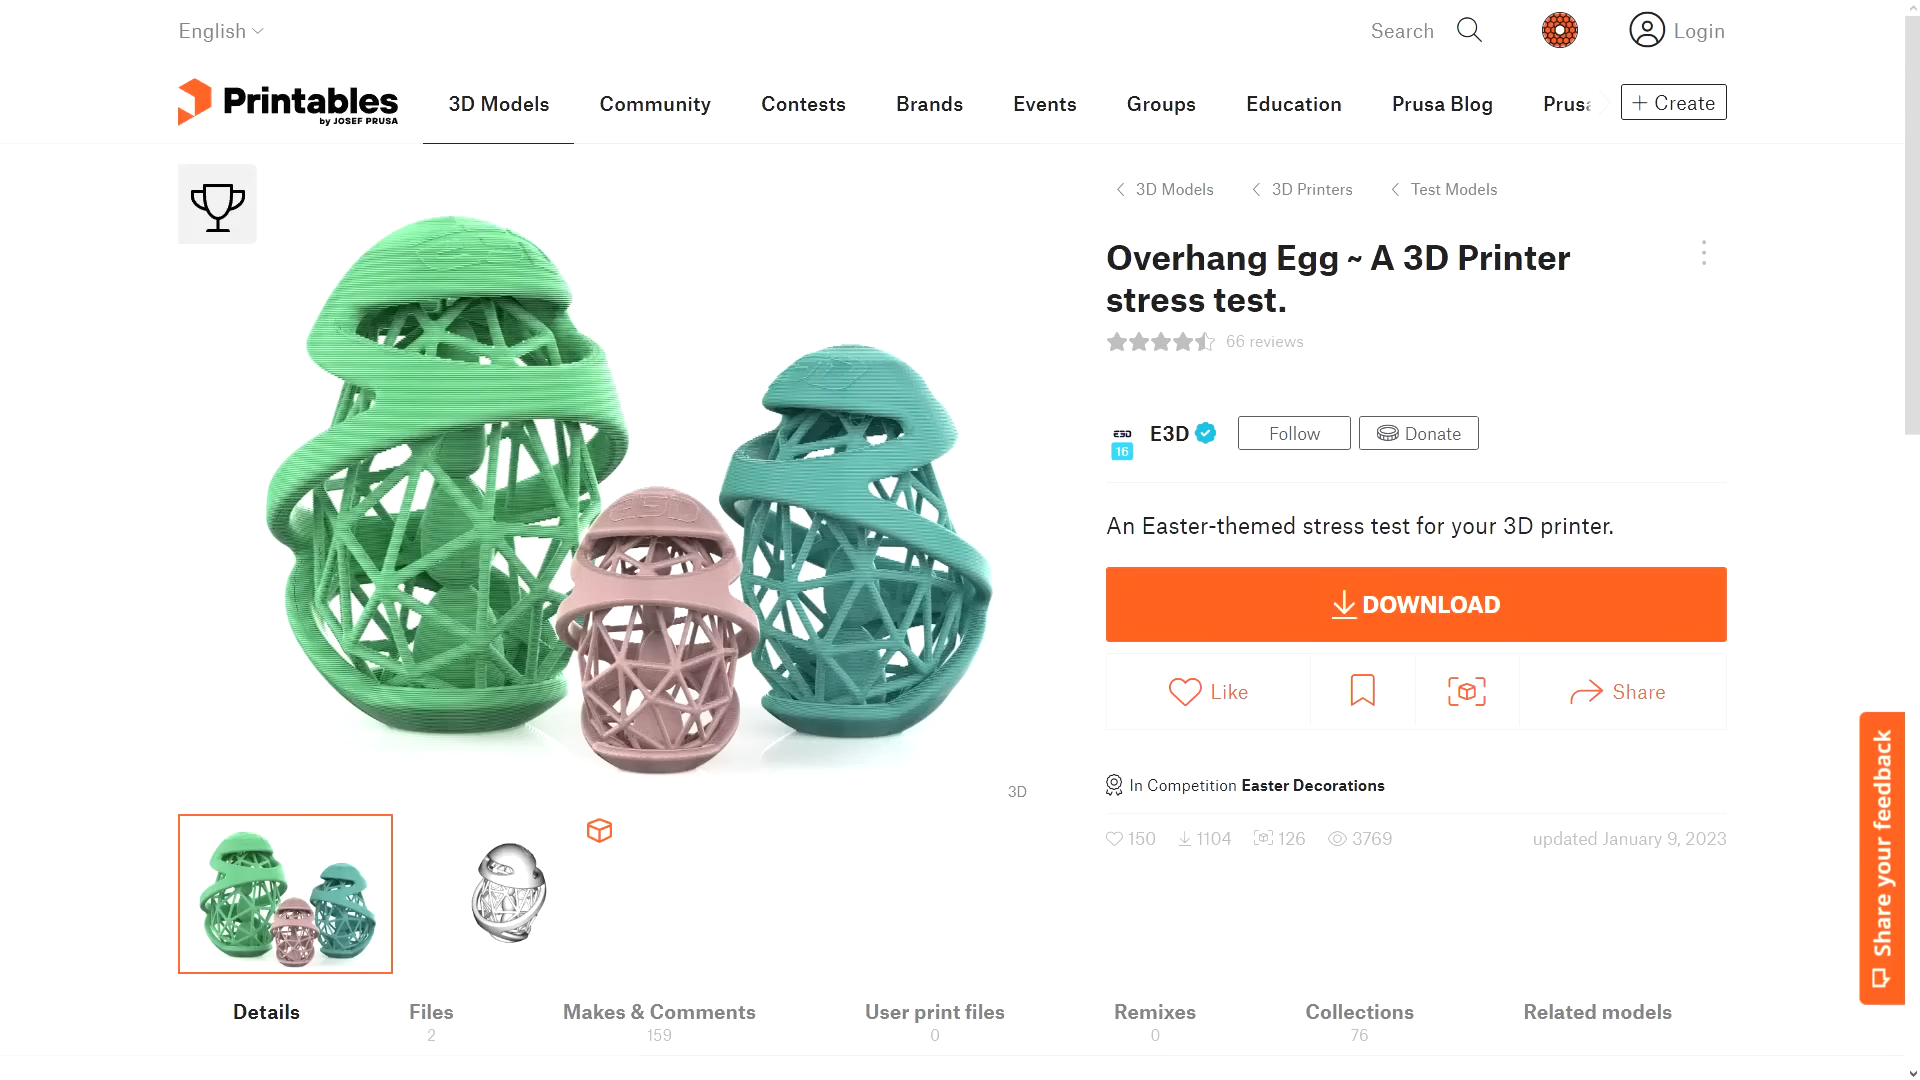 English
Search
Login
Printables
by JOSEF PRUSA
3D Models
Community
Contests
Brands
Events
Groups
Education
Prusa Blog
Create
3D Models
3D Printers
Test Models
Overhang Egg ~ A 3D Printer
stress test.
66 reviews
E3D
16
E3D
Follow
Donate
An Easter-themed stress test for your 3D printer.
DOWNLOAD
Like
Share
In Competition Easter Decorations
150
1104
126
3769
updated January 9, 2023
E3D
3D
Share your feedback
Details
Files
2
Makes & Comments
159
User print files
0
Remixes
0
Collections
76
Related models